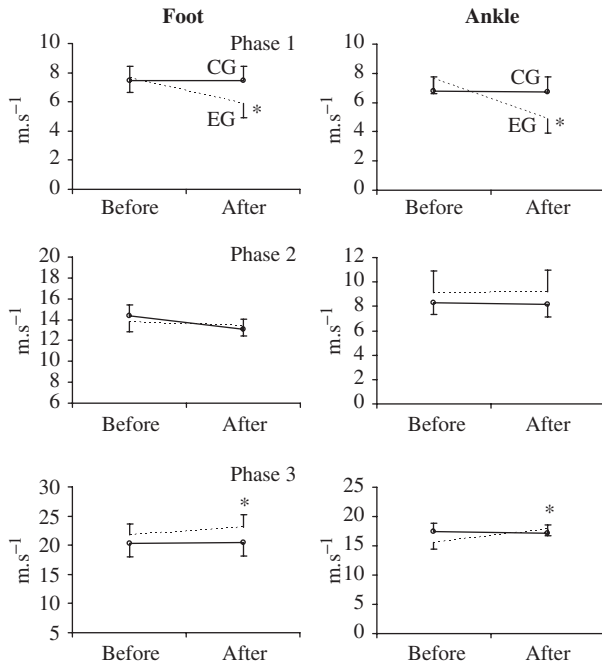 Foot
Ankle
Phase 1
10
8
6
4
2
0
m.s⁻¹
CG
EG
*
Before
After
10
8
6
4
2
0
m.s⁻¹
CG
EG
*
Before
After
Phase 2
20
18
16
14
12
10
8
6
m.s⁻¹
Before
After
12
10
8
6
4
2
0
m.s⁻¹
Before
After
Phase 3
30
25
20
15
10
5
m.s⁻¹
*
Before
After
25
20
15
10
5
0
m.s⁻¹
*
Before
After